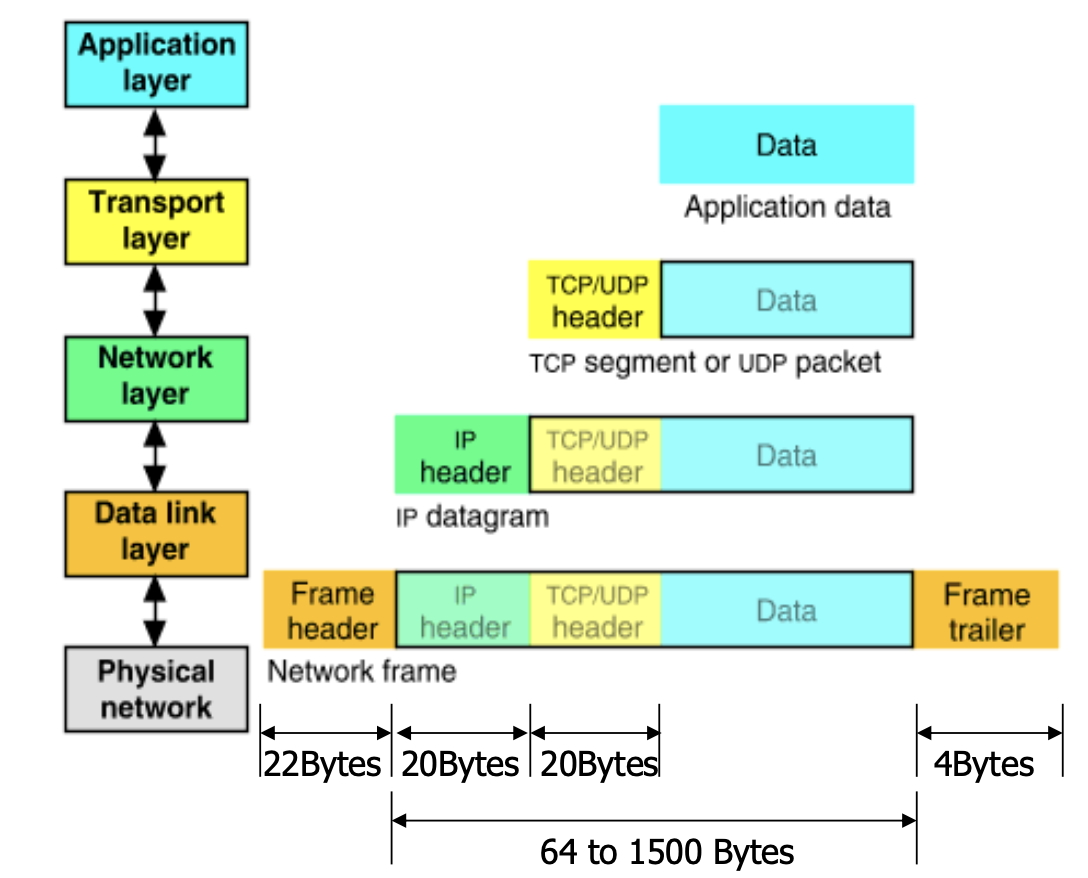 Application
layer
Data
Application data
Transport
layer
TCP/UDP
header
Data
TCP segment or UDP packet
Network
layer
IP
header
TCP/UDP
header
Data
IP datagram
Data link
layer
Frame
header
IP
header
TCP/UDP
header
Data
Frame
trailer
Network frame
Physical
network
22Bytes
20Bytes
20Bytes
4Bytes
64 to 1500 Bytes